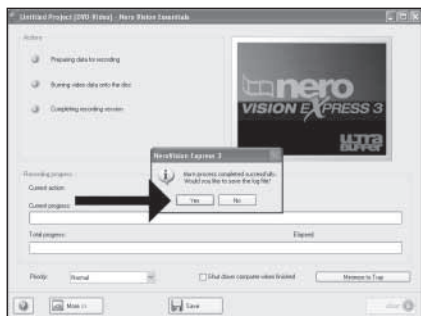 Untitled Project (DVD-Video) - Nero Vision Essentials
Actions
Preparing data for recording
Burning video data onto the disc
Completing recording session
nero
VISION EXPRESS 3
ULTRA
BUFFER
NeroVision Express 3
Burn process completed successfully.
Would you like to save the log file?
Yes
No
Recording progress
Current action:
Current progress:
Total progress:
Elapsed:
Priority:
Normal
Shut down computer when finished
Minimize to Tray
More
Save